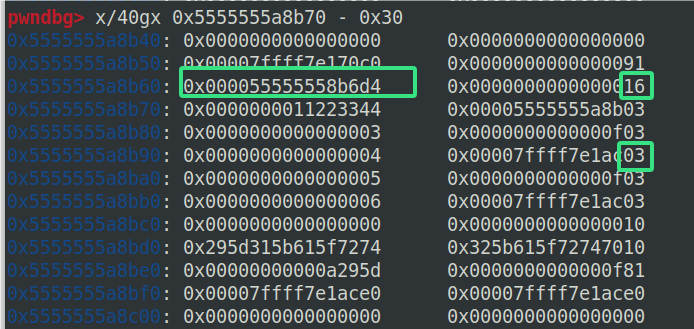 pwndbg> x/40gx 0x5555555a8b70 - 0x30
0x5555555a8b40: 0x0000000000000000 0x0000000000000000
0x5555555a8b50: 0x00007ffff7e170c0 0x0000000000000091
0x5555555a8b60: 0x000055555558b6d4 0x0000000000000016
0x5555555a8b70: 0x0000000011223344 0x00005555555a8b03
0x5555555a8b80: 0x0000000000000003 0x0000000000000f03
0x5555555a8b90: 0x0000000000000004 0x00007ffff7e1ac03
0x5555555a8ba0: 0x0000000000000005 0x0000000000000f03
0x5555555a8bb0: 0x0000000000000006 0x00007ffff7e1ac03
0x5555555a8bc0: 0x0000000000000000 0x0000000000000010
0x5555555a8bd0: 0x295d315b615f7274 0x325b615f72747010
0x5555555a8be0: 0x00000000000a295d 0x0000000000000f81
0x5555555a8bf0: 0x00007ffff7e1ace0 0x00007ffff7e1ace0
0x5555555a8c00: 0x0000000000000000 0x0000000000000000